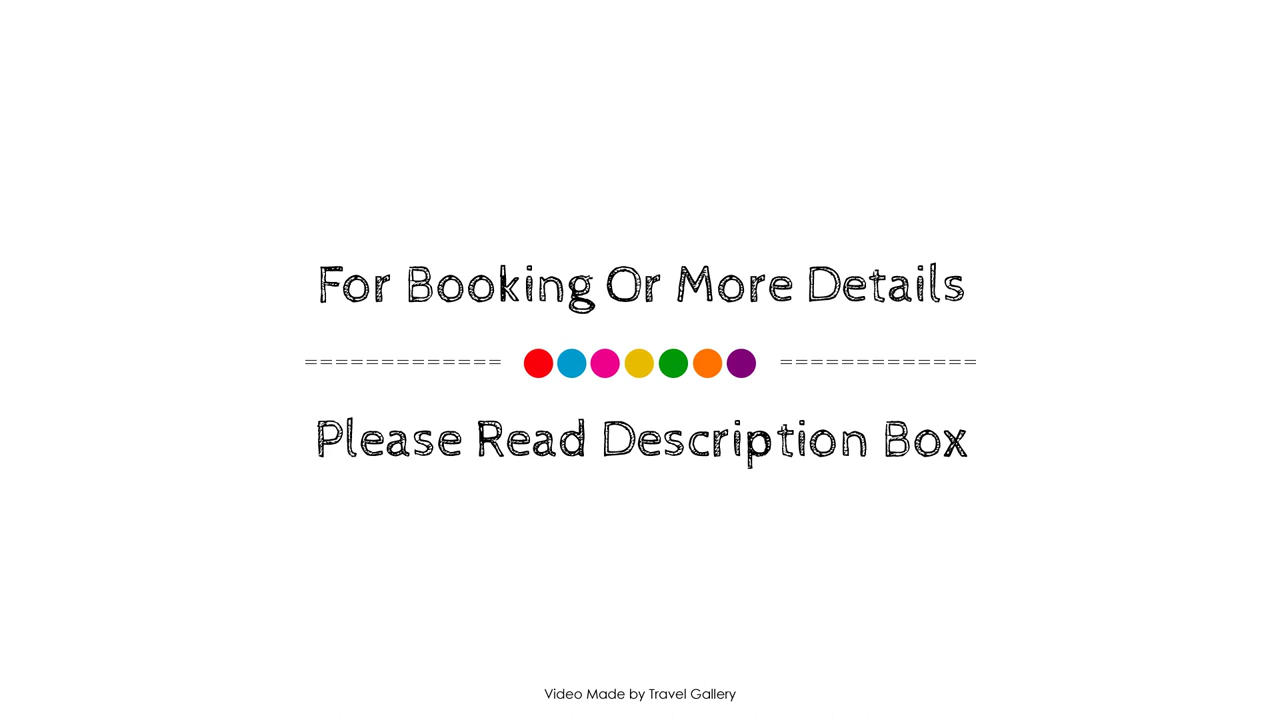 For Booking Or More Details
============= =============
Please Read Description Box
Video Made by Travel Gallery